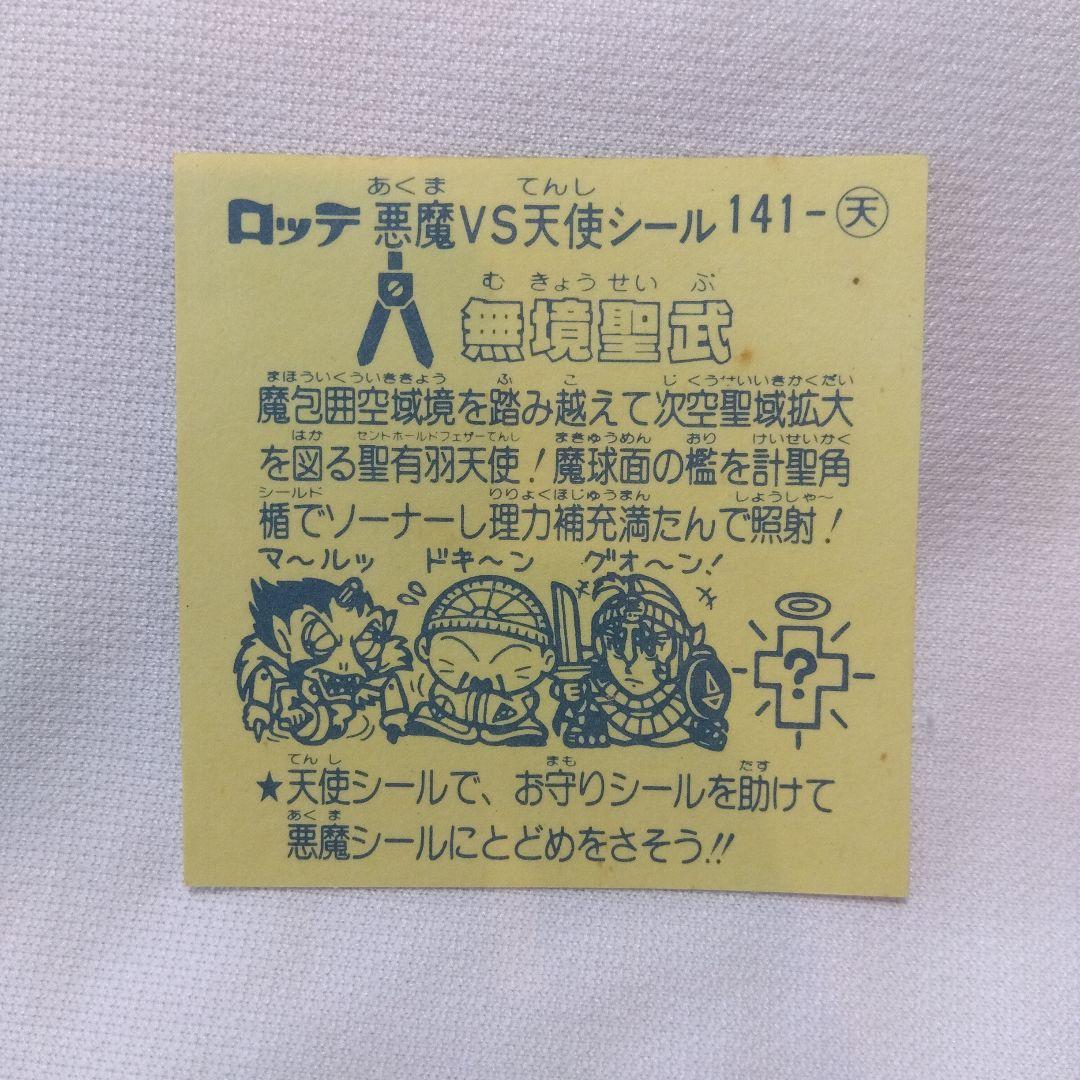 あくま てんし
ロッテ 悪魔VS天使シール 141-天
むきょうせいぶ
無境聖武
まほういくういききょう ふ こ じくうせいいきかくだい
魔包囲空域境を踏み越えて次空聖域拡大
はか セントホールドフェザーてんし まきゅうめん おり けいせいかく
を図る聖有羽天使!魔球面の檻を計聖角
シールド りりょくほじゅうまん しょうしゃ〜
楯でソーナーし理力補充満たんで照射!
マ〜ルッ ドキ〜ン グオ〜ン!
?
てんし まも たす
★天使シールで、お守りシールを助けて
あくま
悪魔シールにとどめをさそう!!